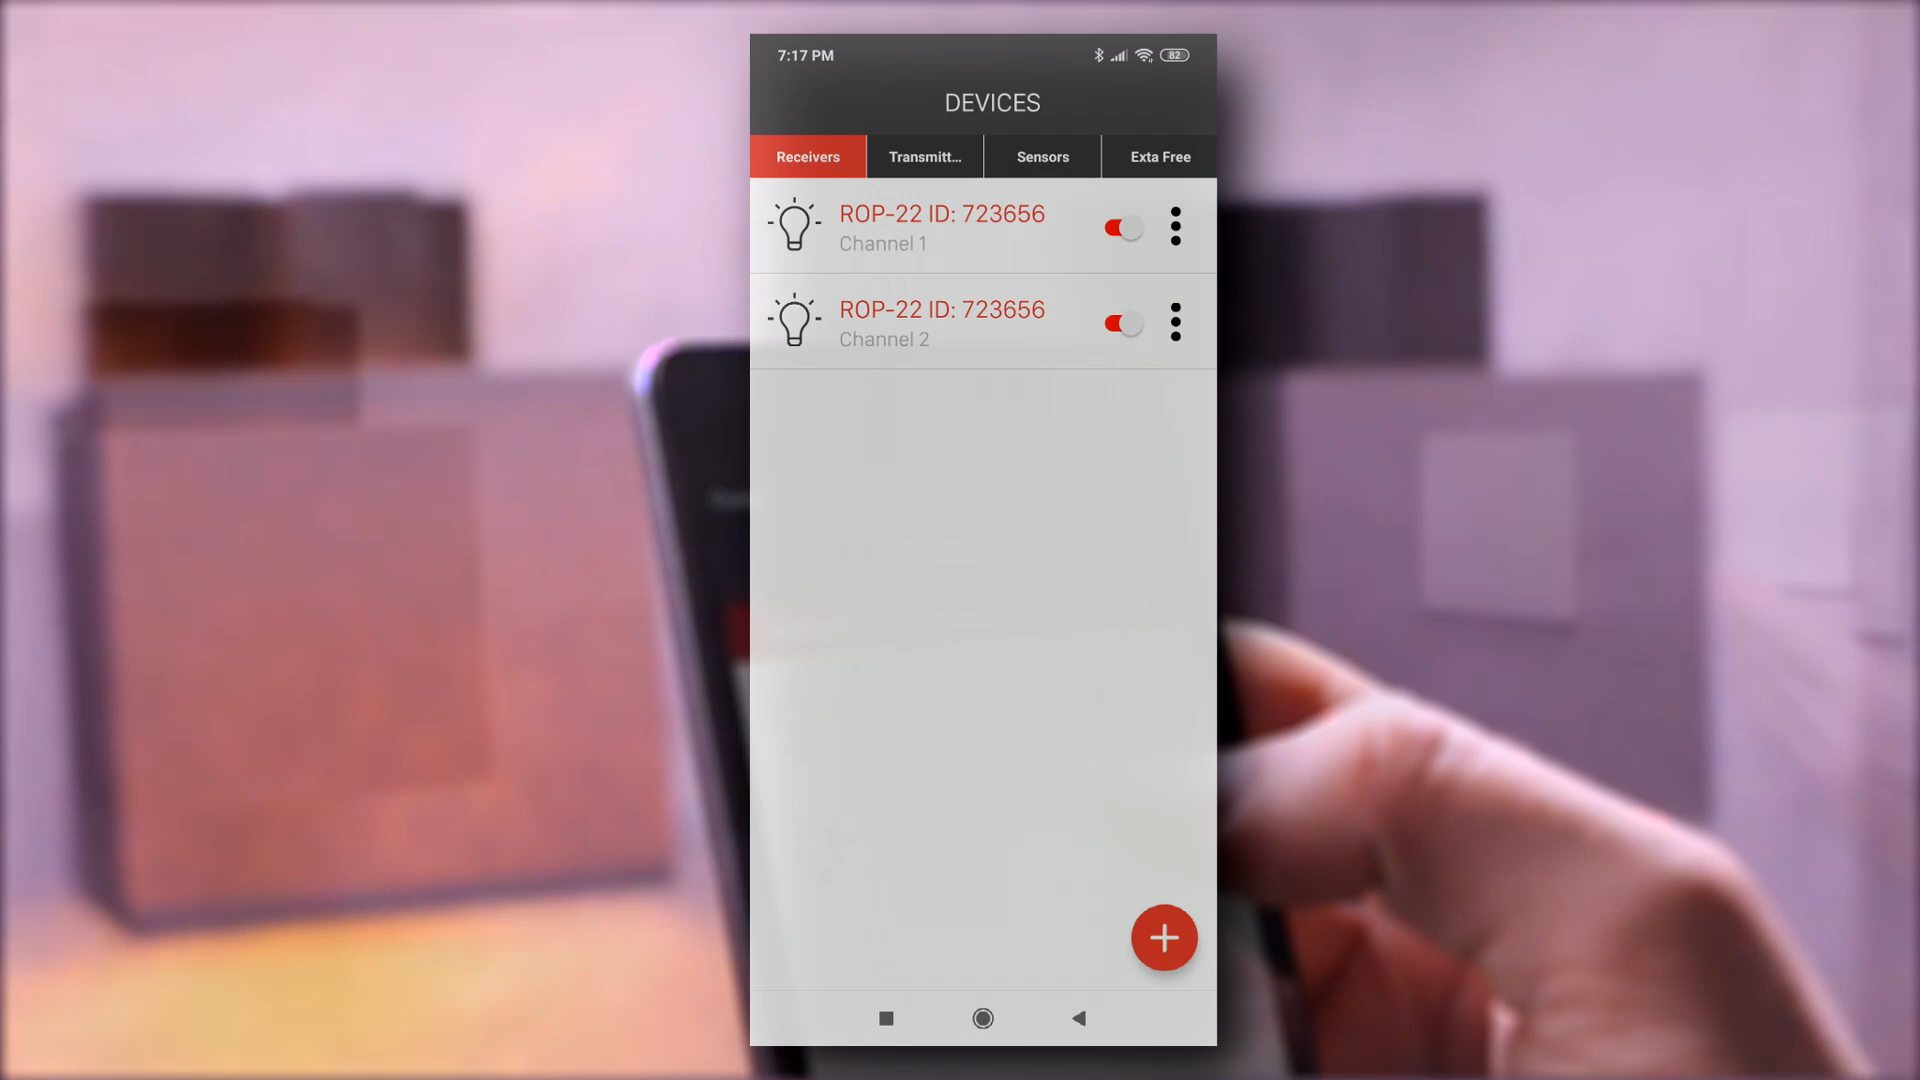 7:17 PM
82
DEVICES
Receivers
Transmitt...
Sensors
Exta Free
ROP-22 ID: 723656
Channel 1
ROP-22 ID: 723656
Channel 2